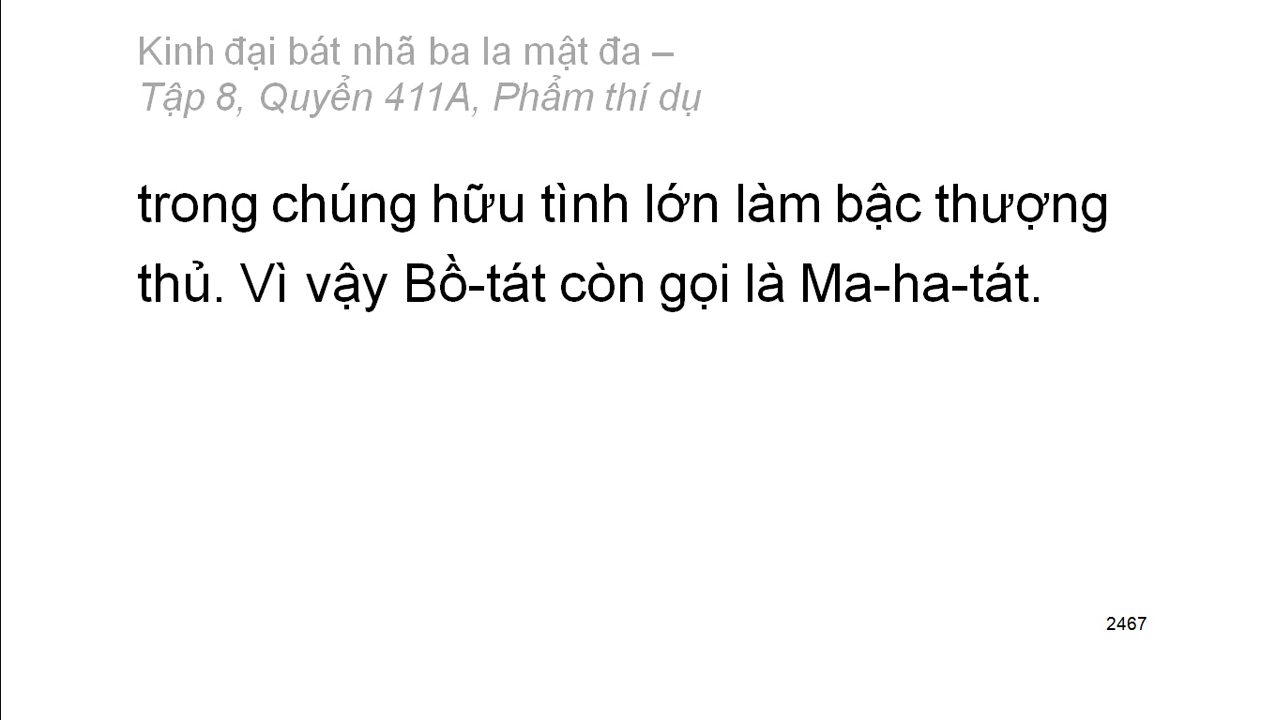 Kinh đại bát nhã ba la mật đa –
Tập 8, Quyển 411A, Phẩm thí dụ
trong chúng hữu tình lớn làm bậc thượng
thủ. Vì vậy Bồ-tát còn gọi là Ma-ha-tát.
2467